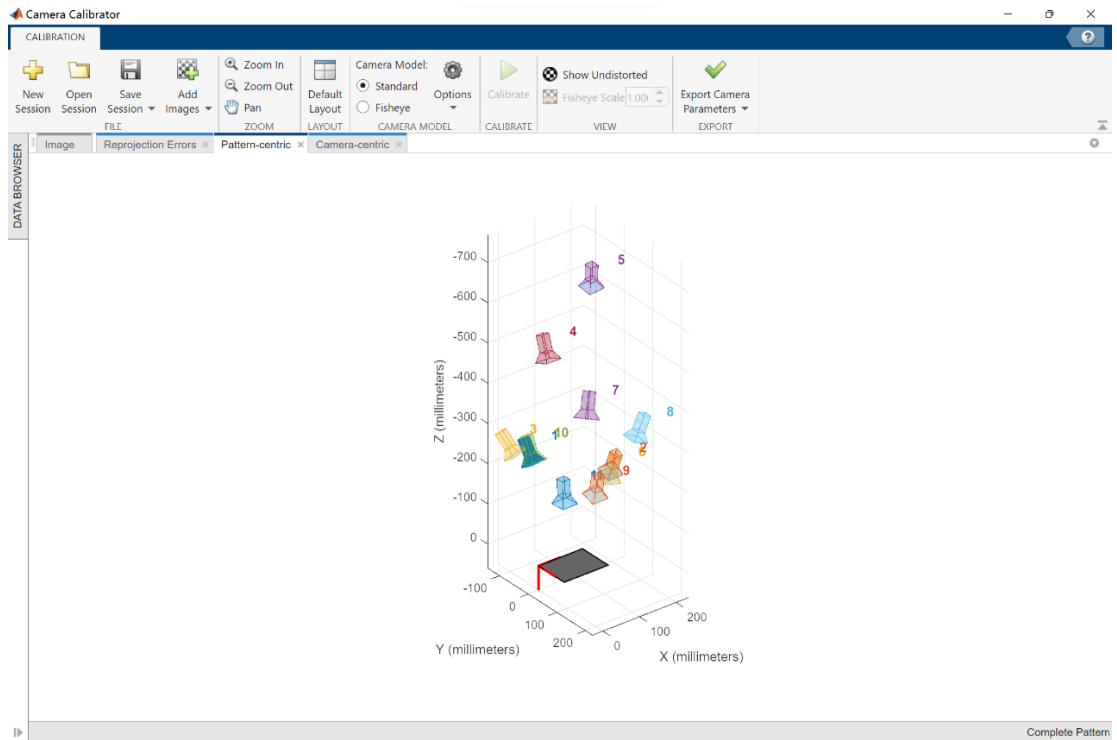 Camera Calibrator
CALIBRATION
?
New Session
Open Session
Save Session
Add Images
FILE
Zoom In
Zoom Out
Pan
ZOOM
Default Layout
LAYOUT
Camera Model:
Standard
Fisheye
Options
CAMERA MODEL
Calibrate
CALIBRATE
Show Undistorted
Fisheye Scale 1.00
VIEW
Export Camera Parameters
EXPORT
DATA BROWSER
Image
Reprojection Errors
Pattern-centric
Camera-centric
-700
-600
-500
-400
-300
-200
-100
0
Z (millimeters)
5
4
7
8
3
1
10
2
9
-100
0
100
200
Y (millimeters)
0
100
200
X (millimeters)
Complete Pattern